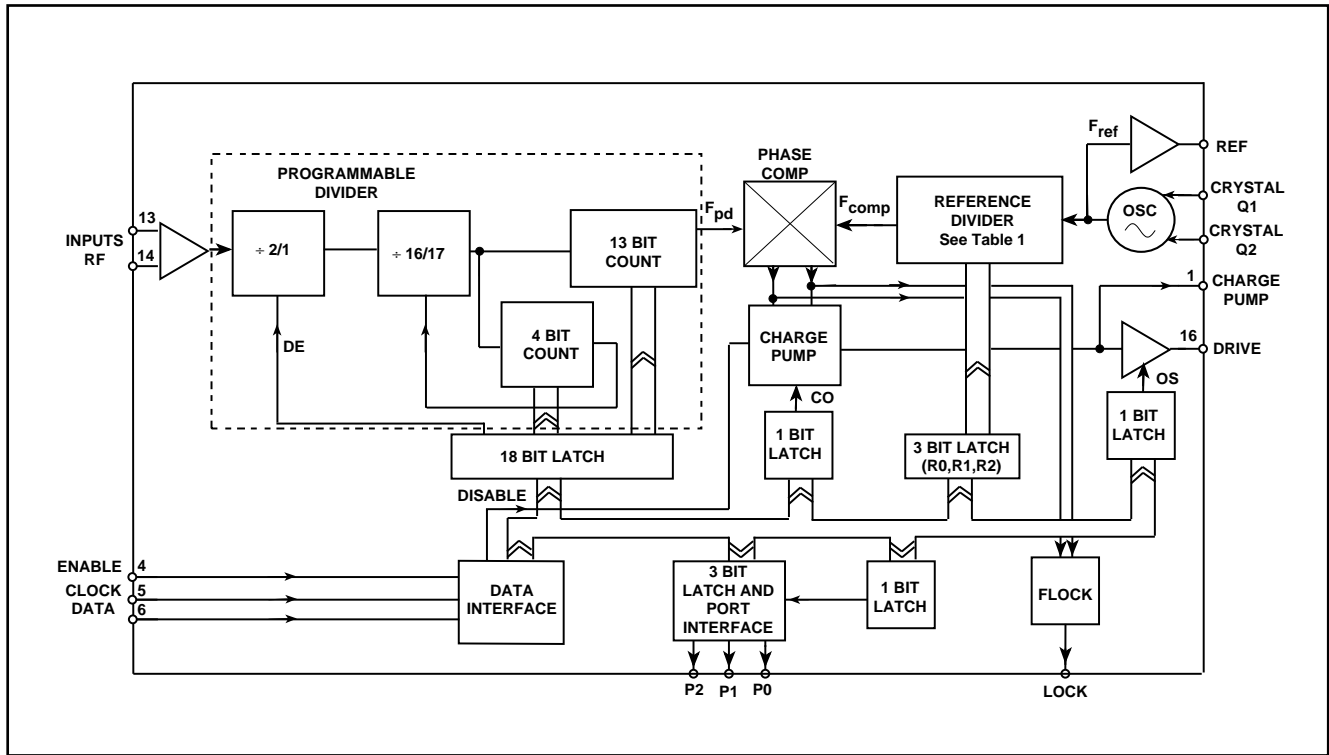 PROGRAMMABLE
DIVIDER
÷ 2/1
÷ 16/17
13 BIT
COUNT
4 BIT
COUNT
DE
13
INPUTS
RF
14
18 BIT LATCH
DISABLE
Fpd
PHASE
COMP
Fcomp
REFERENCE
DIVIDER
See Table 1
Fref
REF
OSC
CRYSTAL
Q1
CRYSTAL
Q2
1
CHARGE
PUMP
16
DRIVE
OS
CHARGE
PUMP
CO
1 BIT
LATCH
3 BIT LATCH
(R0,R1,R2)
1 BIT
LATCH
ENABLE
4
CLOCK
5
DATA
6
DATA
INTERFACE
3 BIT
LATCH AND
PORT
INTERFACE
1 BIT
LATCH
FLOCK
P2
P1
P0
LOCK